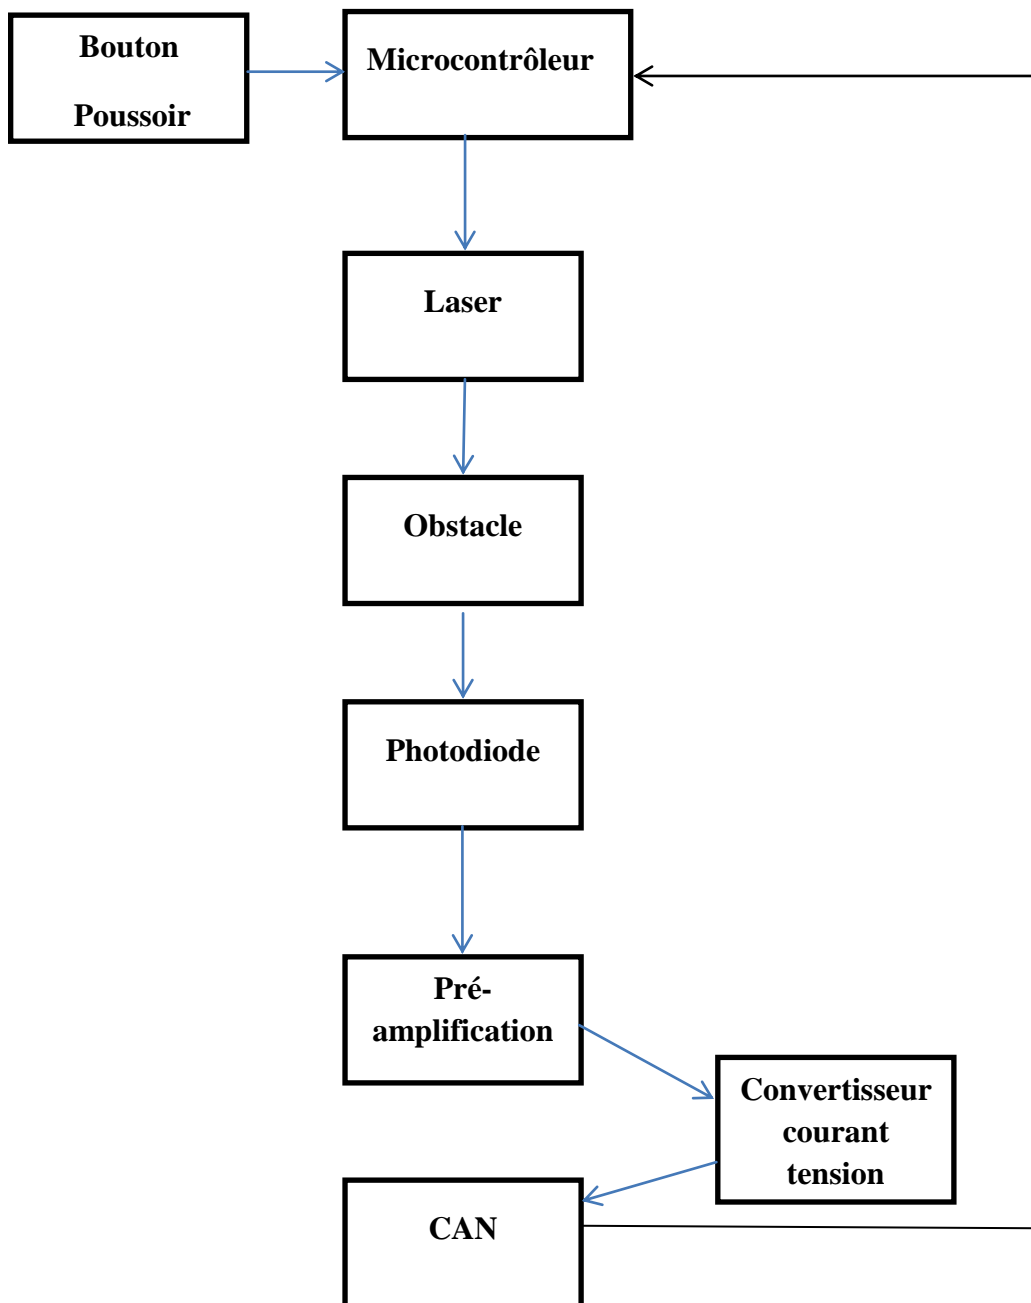 Bouton
Poussoir
Microcontrôleur
Laser
Obstacle
Photodiode
Pré-
amplification
Convertisseur
courant
tension
CAN